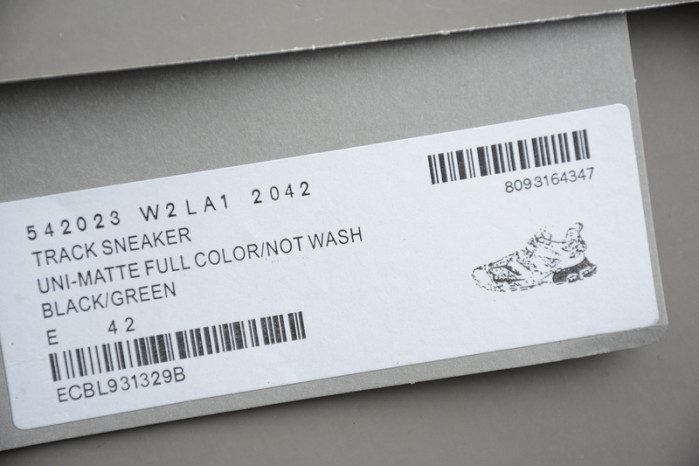 542023 W2LA1 2042
TRACK SNEAKER
UNI-MATTE FULL COLOR/NOT WASH
BLACK/GREEN
E 42
ECBL931329B
8093164347